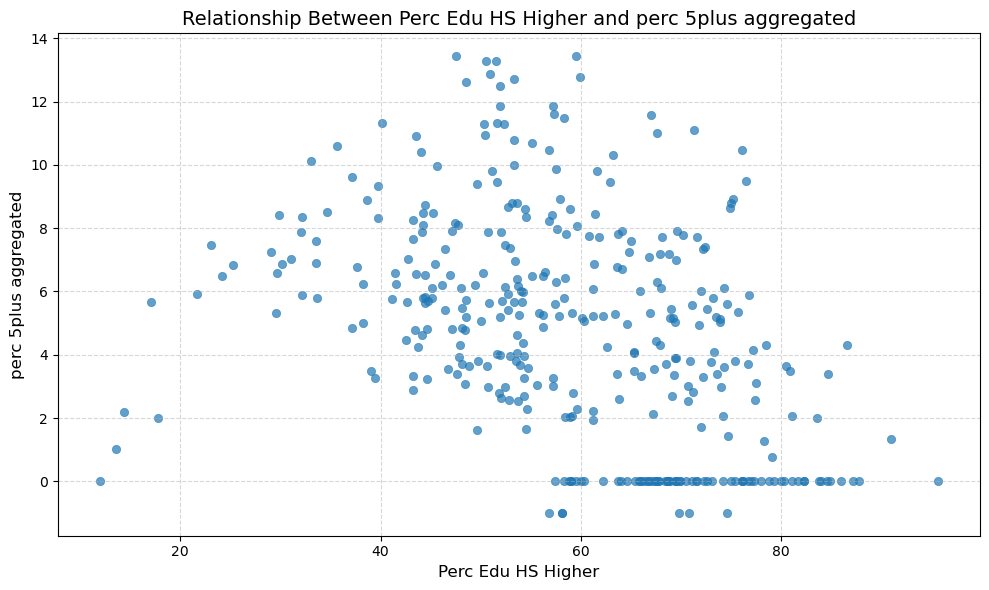 Relationship Between Perc Edu HS Higher and perc 5plus aggregated
14
12
10
8
6
4
2
0
perc 5plus aggregated
20 40 60 80
Perc Edu HS Higher